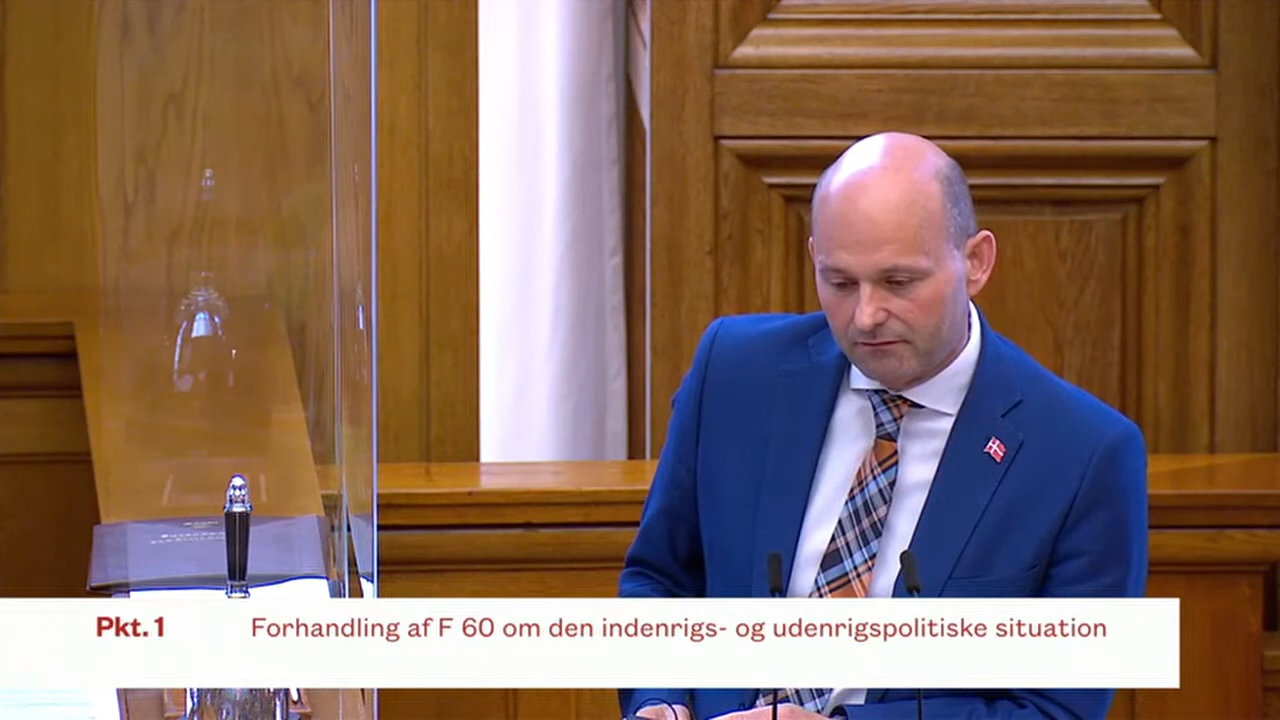 Pkt. 1 Forhandling af F 60 om den indenrigs- og udenrigspolitiske situation